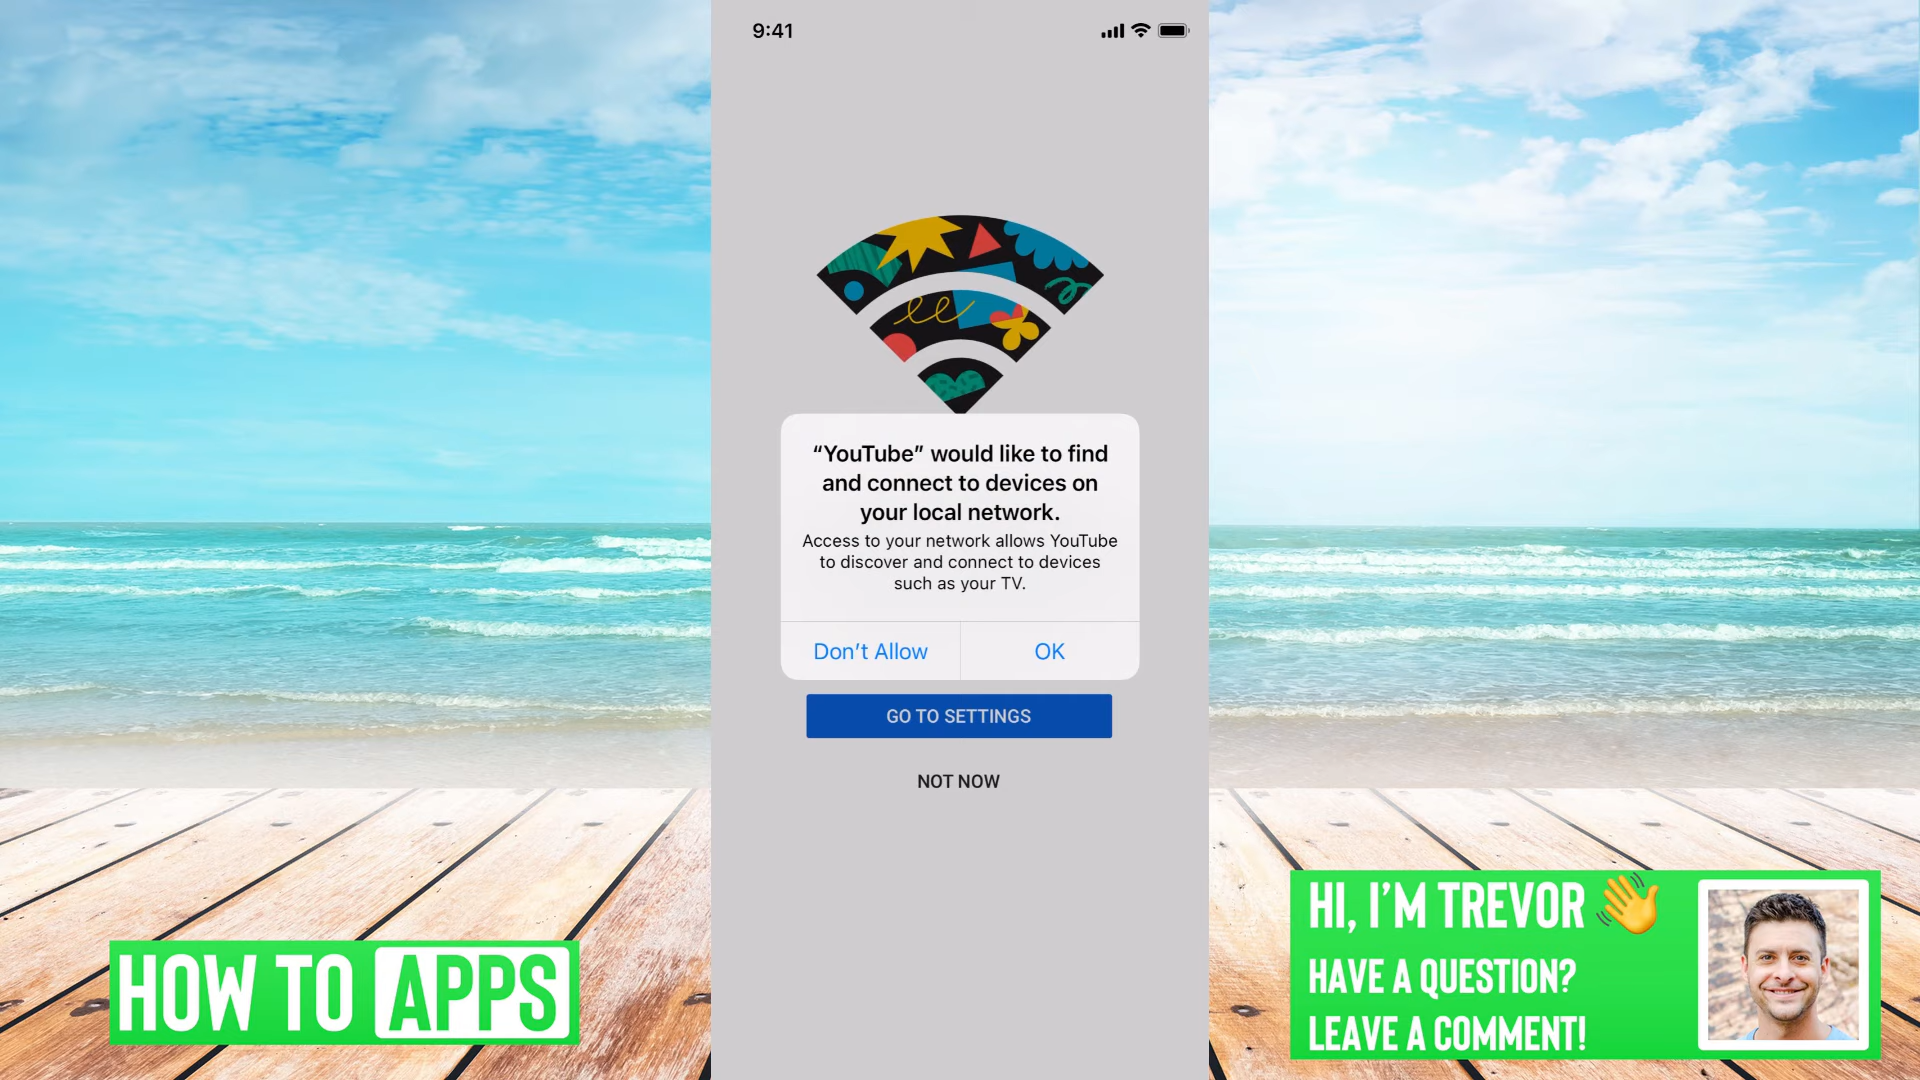 9:41
“YouTube” would like to find
and connect to devices on
your local network.
Access to your network allows YouTube
to discover and connect to devices
such as your TV.
Don’t Allow
OK
GO TO SETTINGS
NOT NOW
HOW TO APPS
HI, I’M TREVOR 👋
HAVE A QUESTION?
LEAVE A COMMENT!